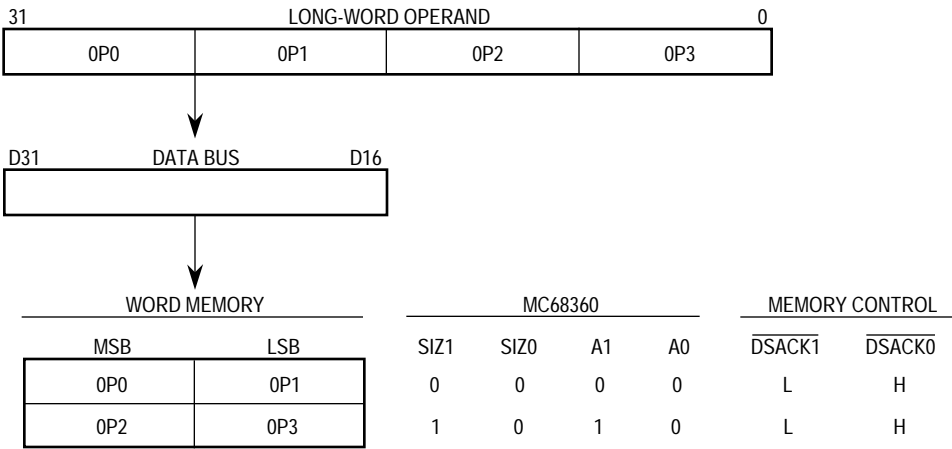 31 LONG-WORD OPERAND 0
0P0 0P1 0P2 0P3
D31 DATA BUS D16
WORD MEMORY MC68360 MEMORY CONTROL
MSB LSB SIZ1 SIZ0 A1 A0 DSACK1 DSACK0
0P0 0P1 0 0 0 0 L H
0P2 0P3 1 0 1 0 L H